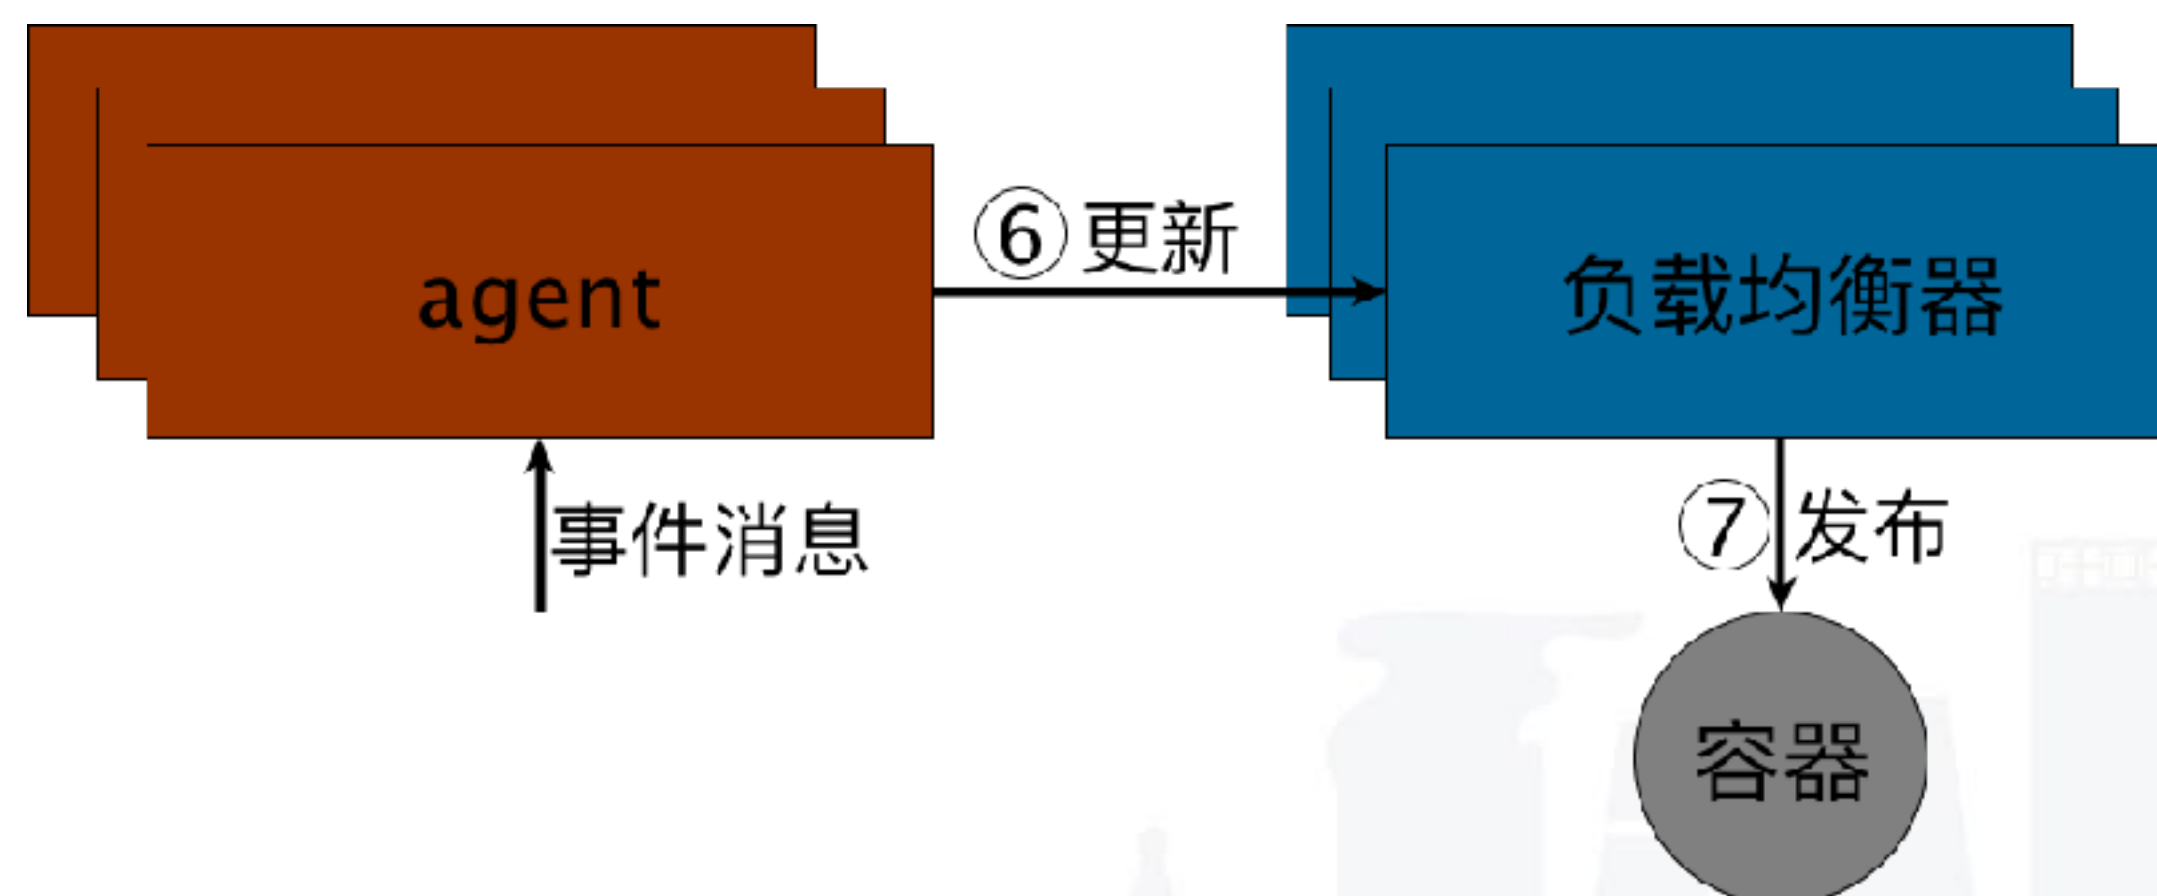 ⑥更新
agent
负载均衡器
事件消息
⑦发布
容器